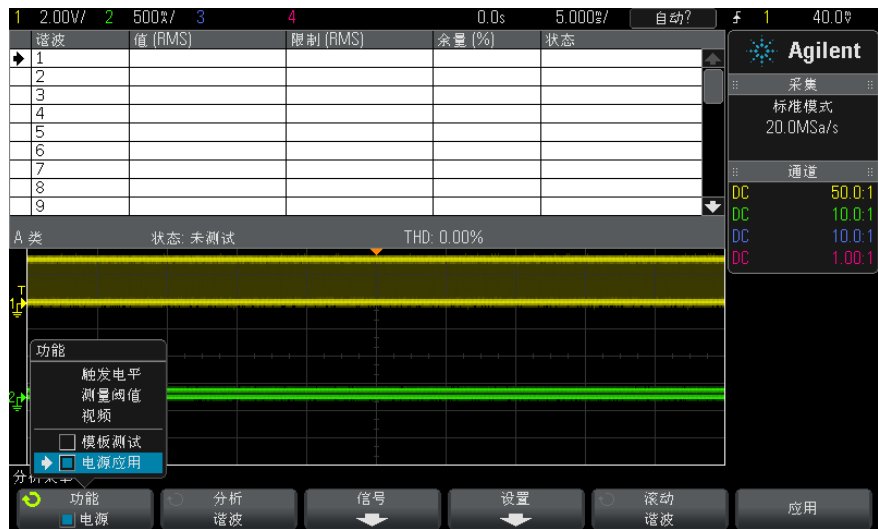 1 2.00V/ 2 500%/ 3 4 0.0s 5.000%/ 自动? 1 40.0V
谐波 值 (RMS) 限制 (RMS) 余量 (%) 状态
1
2
3
4
5
6
7
8
9
A 类 状态: 未测试 THD: 0.00%
Agilent
采集
标准模式
20.0MSa/s
通道
DC 50.0:1
DC 10.0:1
DC 10.0:1
DC 1.00:1
T
1
2
功能
触发电平
测量阈值
视频
模板测试
电源应用
分析菜单
功能
电源
分析
谐波
信号
设置
滚动
谐波
应用